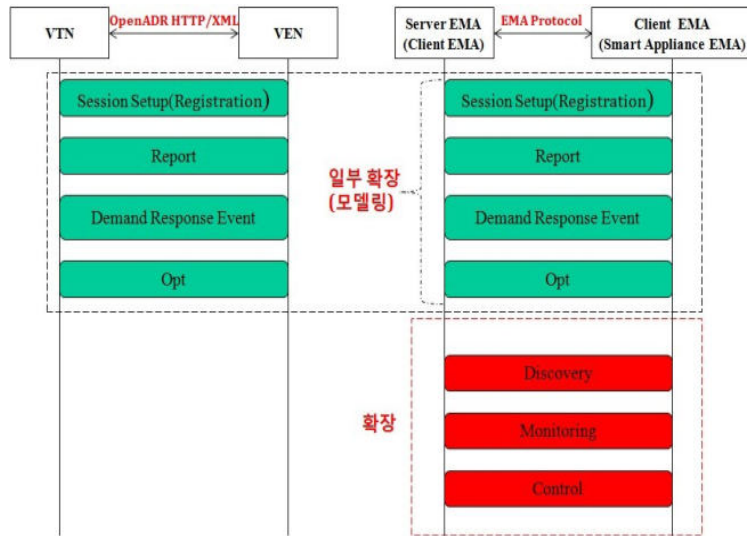 VTN
OpenADR HTTP/XML
VEN
Server EMA
(Client EMA)
EMA Protocol
Client EMA
(Smart Appliance EMA)
Session Setup(Registration)
Report
Demand Response Event
Opt
일부 확장
(모델링)
Session Setup(Registration)
Report
Demand Response Event
Opt
확장
Discovery
Monitoring
Control